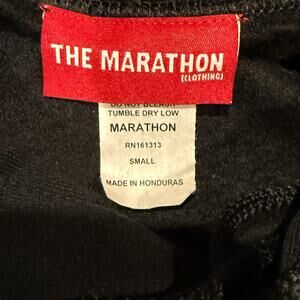 THE MARATHON
(CLOTHING)
DO NOT BLEACH
TUMBLE DRY LOW
MARATHON
RN161313
SMALL
MADE IN HONDURAS